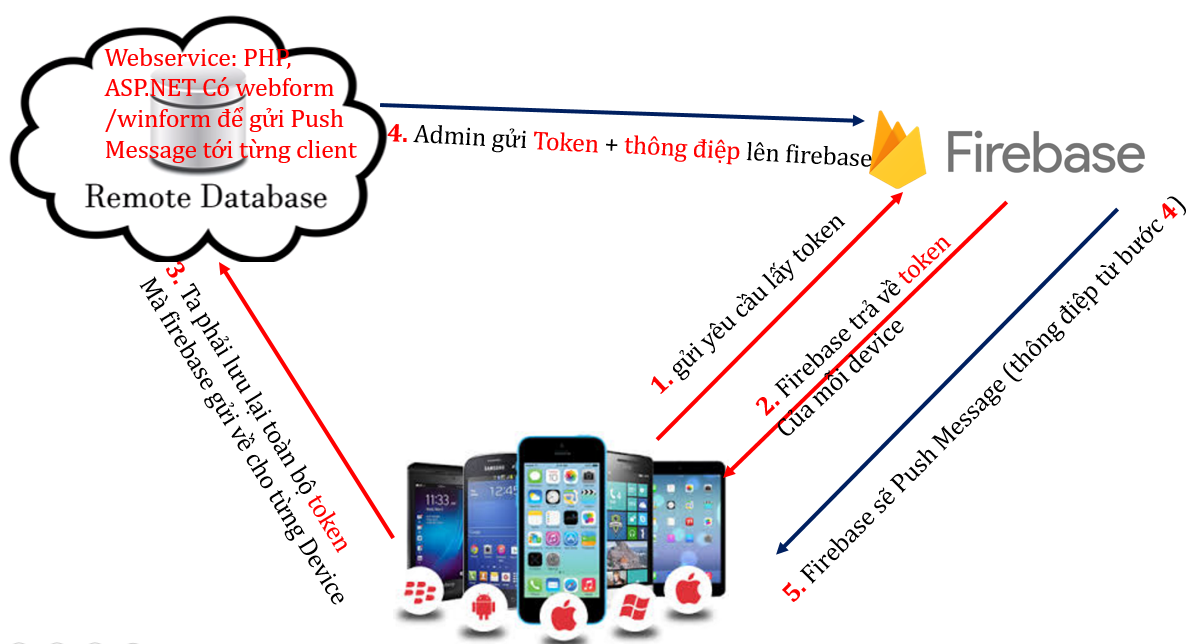 Webservice: PHP,
ASP.NET Có webform
/winform để gửi Push
Message tới từng client
Remote Database
4. Admin gửi Token + thông điệp lên firebase
Firebase
3. Ta phải lưu lại toàn bộ token
Mà firebase gửi về cho từng Device
1. gửi yêu cầu lấy token
2. Firebase trả về token
Của mỗi device
5. Firebase sẽ Push Message (thông điệp từ bước 4)
11:33
SAMSUNG
12:45